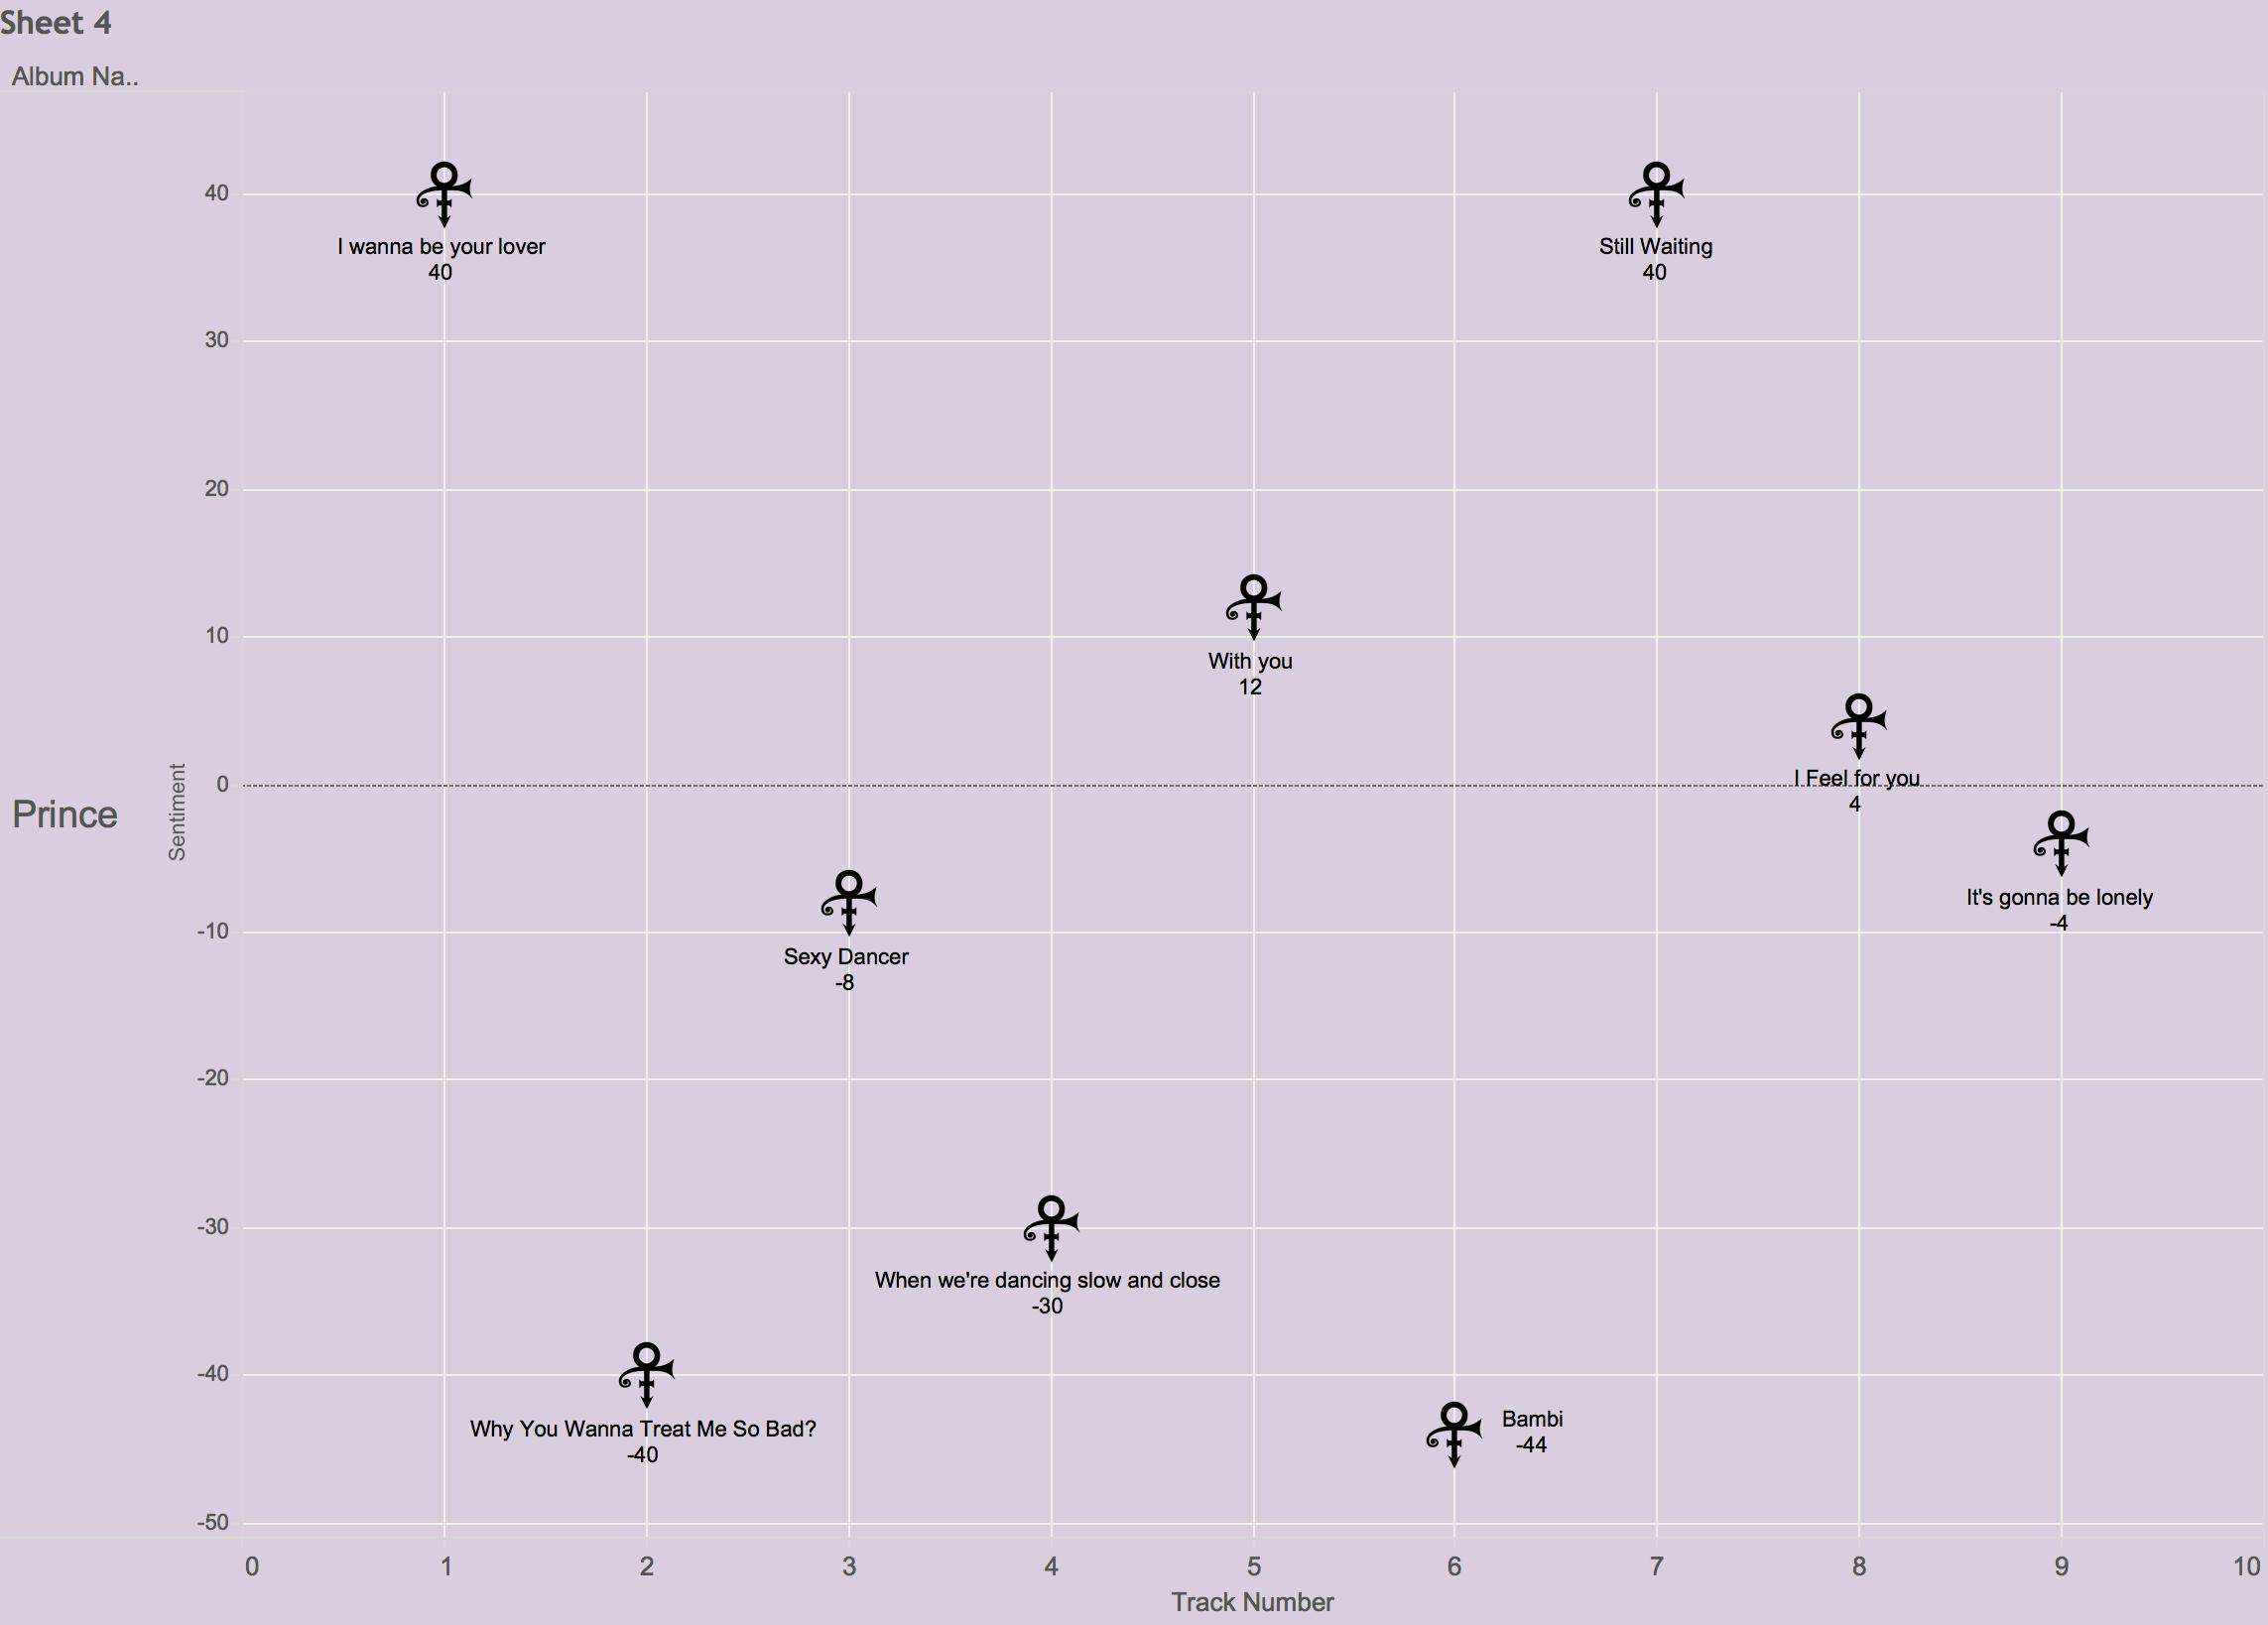 Sheet 4
Album Na..
40
30
20
10
0
-10
-20
-30
-40
-50
Prince
Sentiment
I wanna be your lover
40
Still Waiting
40
With you
12
I Feel for you
4
It's gonna be lonely
-4
Sexy Dancer
-8
When we're dancing slow and close
-30
Why You Wanna Treat Me So Bad?
-40
Bambi
-44
0 1 2 3 4 5 6 7 8 9 10
Track Number